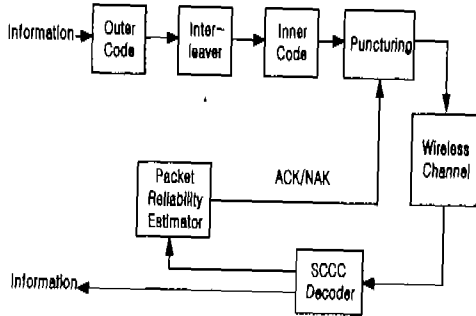 Information
Outer
Code
Inter-
leaver
Inner
Code
Puncturing
Wireless
Channel
ACK/NAK
Packet
Reliability
Estimator
SCCC
Decoder
Information